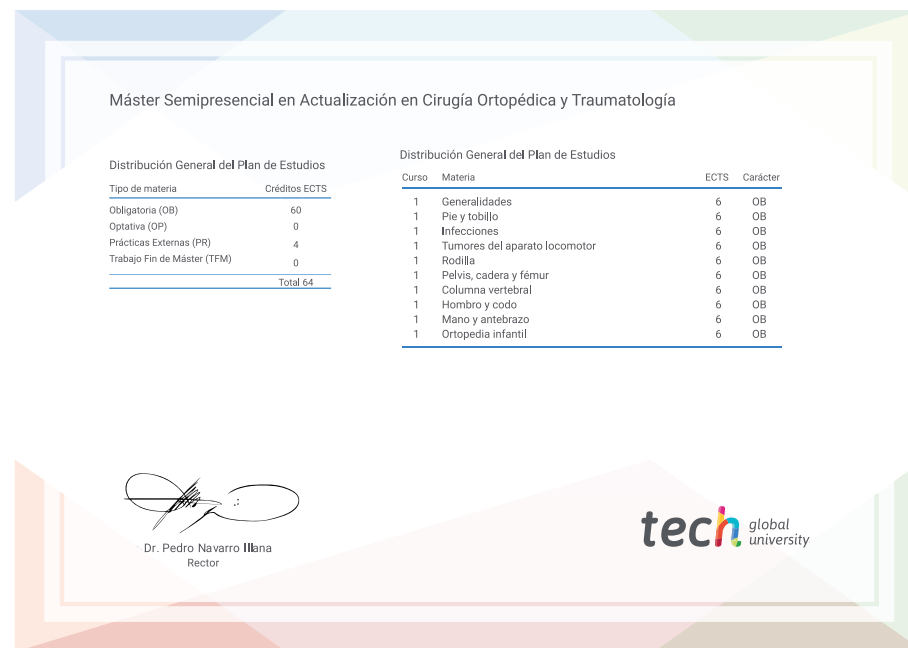 Máster Semipresencial en Actualización en Cirugía Ortopédica y Traumatología
Distribución General del Plan de Estudios
Tipo de materia Créditos ECTS
Obligatoria (OB) 60
Optativa (OP) 0
Prácticas Externas (PR) 4
Trabajo Fin de Máster (TFM) 0
Total 64
Distribución General del Plan de Estudios
Curso Materia ECTS Carácter
1 Generalidades 6 OB
1 Pie y tobillo 6 OB
1 Infecciones 6 OB
1 Tumores del aparato locomotor 6 OB
1 Rodilla 6 OB
1 Pelvis, cadera y fémur 6 OB
1 Columna vertebral 6 OB
1 Hombro y codo 6 OB
1 Mano y antebrazo 6 OB
1 Ortopedia infantil 6 OB
Dr. Pedro Navarro Illana
Rector
tech global
university